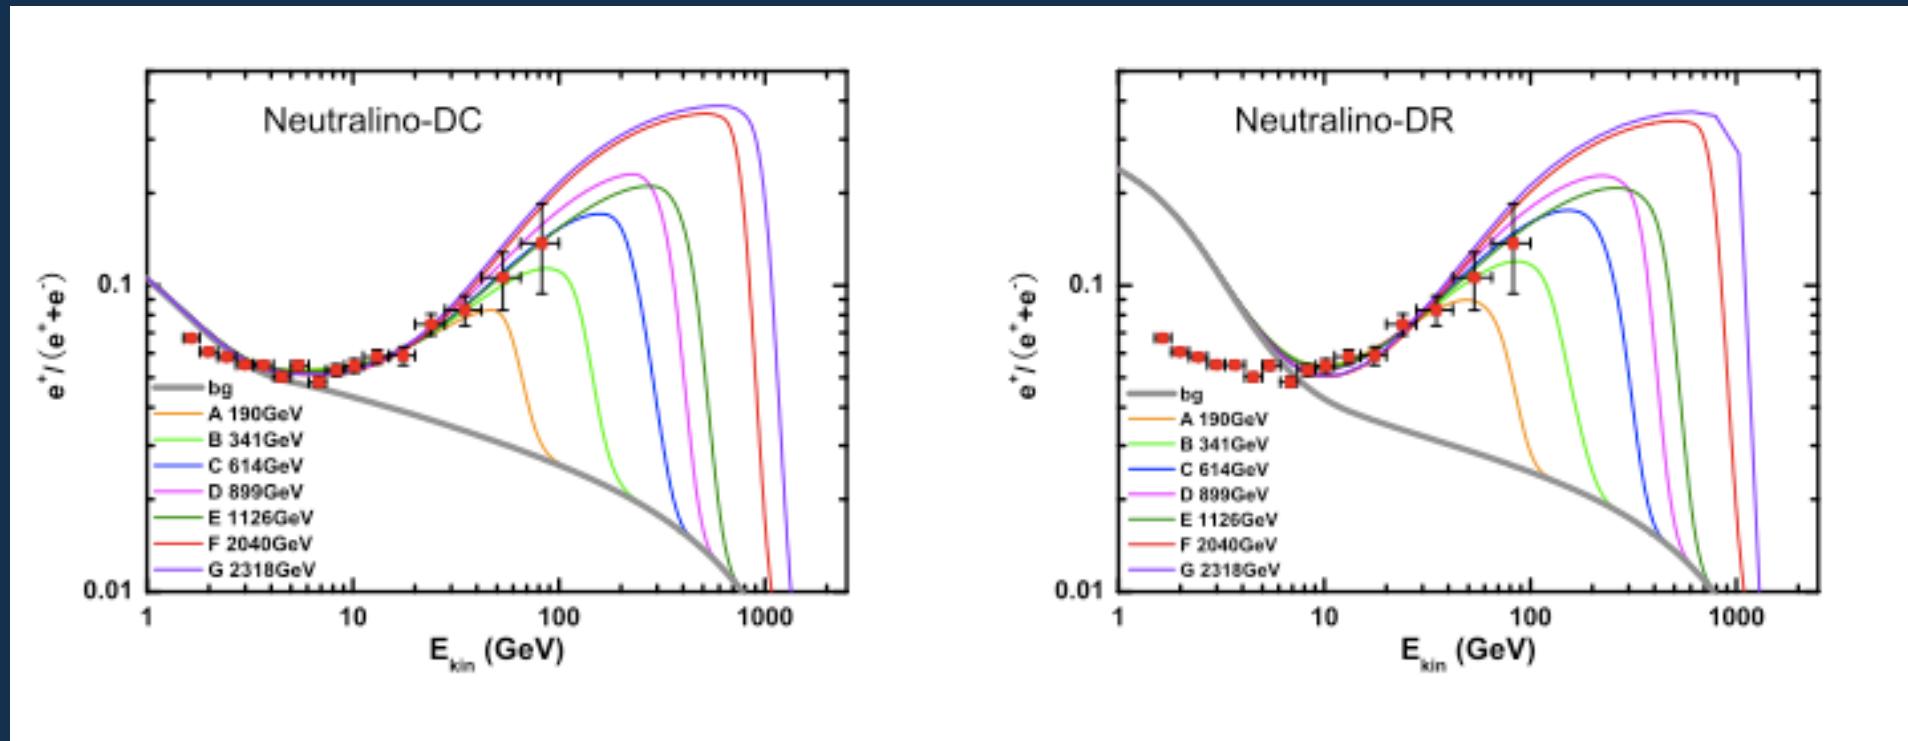 Neutralino-DC
e⁺/(e⁺+e⁻)
0.1
0.01
bg
A 190GeV
B 341GeV
C 614GeV
D 899GeV
E 1126GeV
F 2040GeV
G 2318GeV
1 10 100 1000
E_kin (GeV)
Neutralino-DR
e⁺/(e⁺+e⁻)
0.1
0.01
bg
A 190GeV
B 341GeV
C 614GeV
D 899GeV
E 1126GeV
F 2040GeV
G 2318GeV
1 10 100 1000
E_kin (GeV)